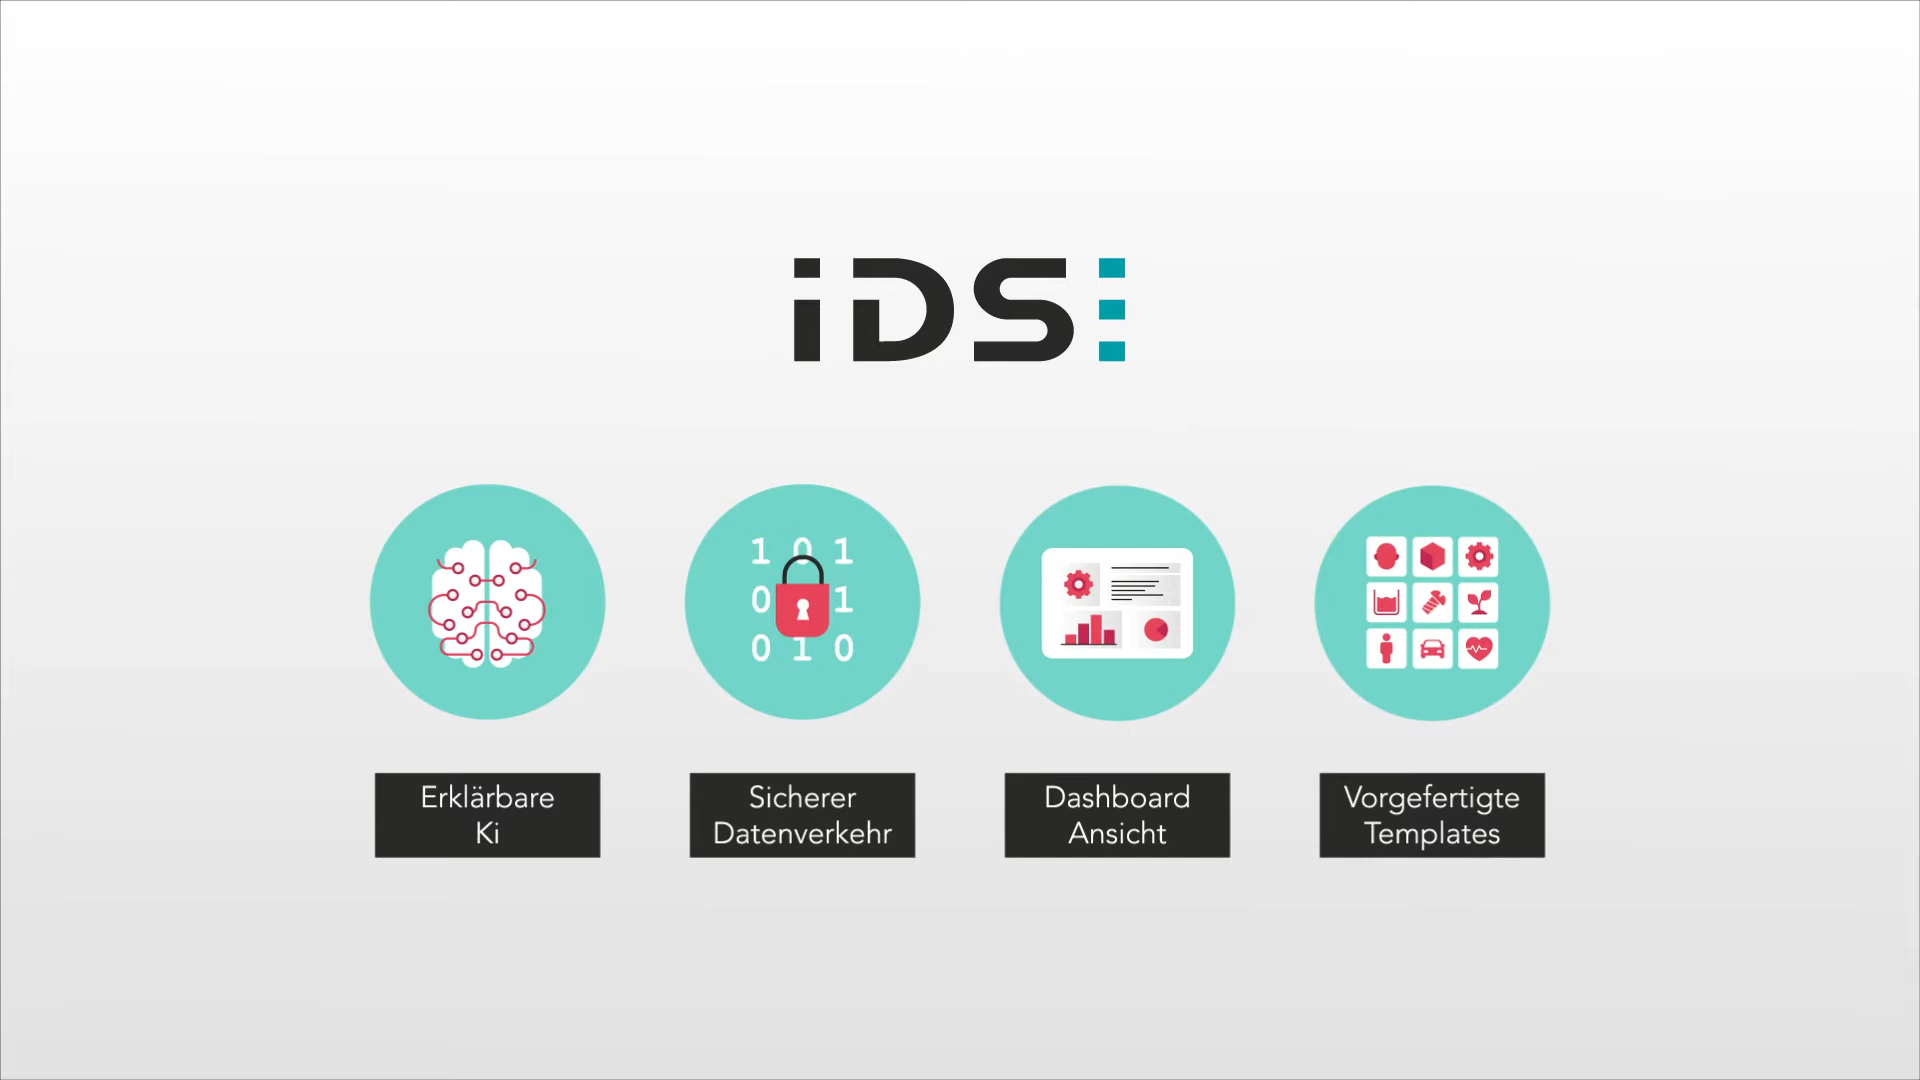 iDS
1 0 1
0 1
0 1 0
Erklärbare
Ki
Sicherer
Datenverkehr
Dashboard
Ansicht
Vorgefertigte
Templates